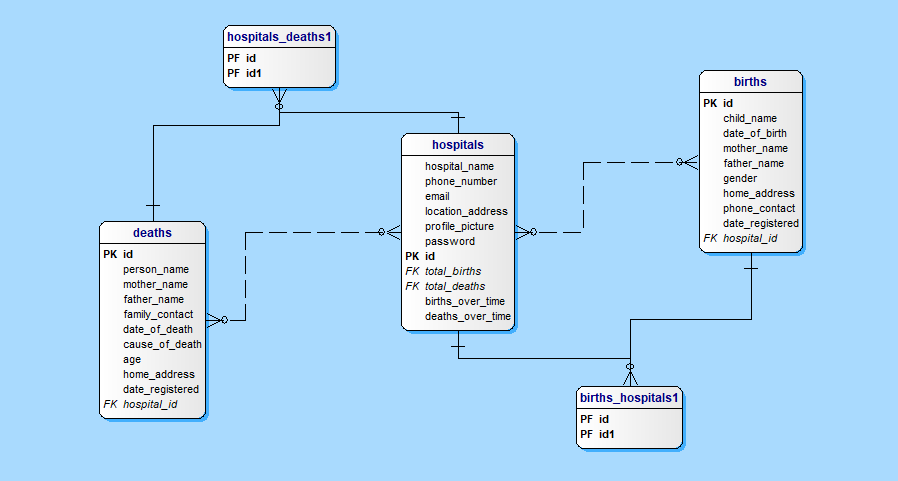 hospitals_deaths1
PF id
PF id1
births
PK id
child_name
date_of_birth
mother_name
father_name
gender
home_address
phone_contact
date_registered
FK hospital_id
hospitals
hospital_name
phone_number
email
location_address
profile_picture
password
PK id
FK total_births
FK total_deaths
births_over_time
deaths_over_time
deaths
PK id
person_name
mother_name
father_name
family_contact
date_of_death
cause_of_death
age
home_address
date_registered
FK hospital_id
births_hospitals1
PF id
PF id1